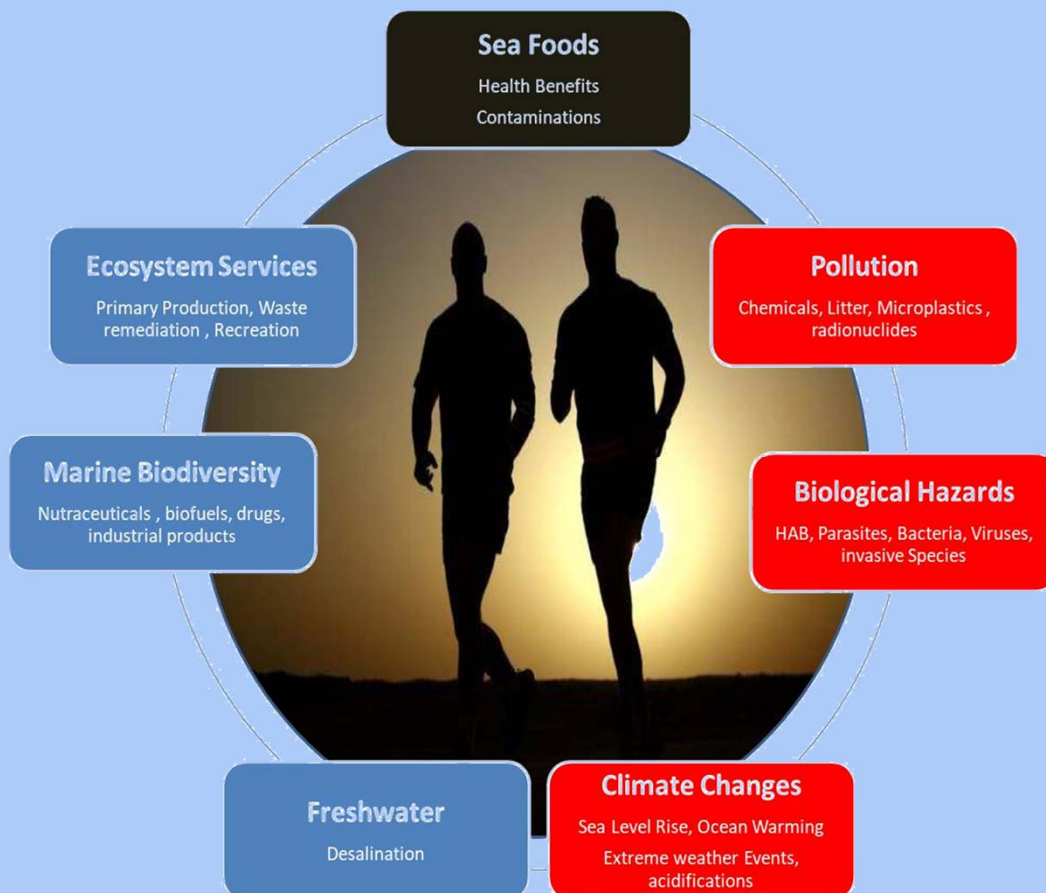 Sea Foods
Health Benefits
Contaminations
Ecosystem Services
Primary Production, Waste
remediation , Recreation
Pollution
Chemicals, Litter, Microplastics ,
radionuclides
Marine Biodiversity
Nutraceuticals , biofuels, drugs,
industrial products
Biological Hazards
HAB, Parasites, Bacteria, Viruses,
invasive Species
Freshwater
Desalination
Climate Changes
Sea Level Rise, Ocean Warming
Extreme weather Events,
acidifications